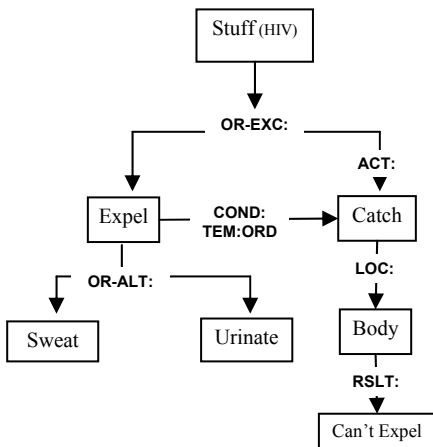 Stuff (HIV)
OR-EXC:
ACT:
Expel
COND:
TEM:ORD
Catch
OR-ALT:
LOC:
Sweat
Urinate
Body
RSLT:
Can't Expel